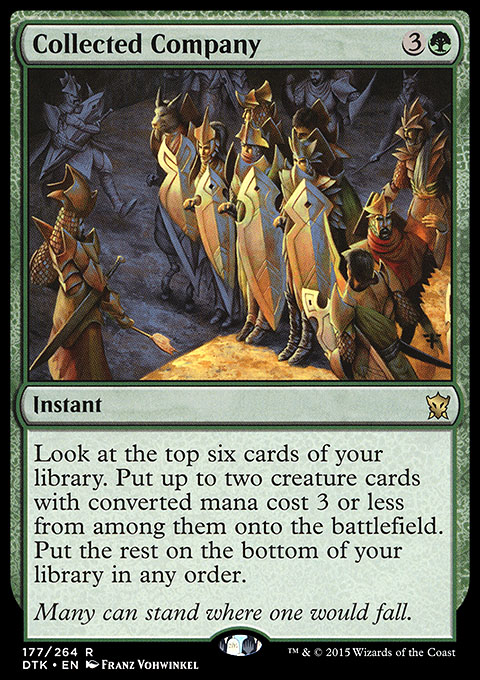 Collected Company 3
Instant
Look at the top six cards of your
library. Put up to two creature cards
with converted mana cost 3 or less
from among them onto the battlefield.
Put the rest on the bottom of your
library in any order.
Many can stand where one would fall.
177/264 R
DTK • EN Franz Vohwinkel
™ & © 2015 Wizards of the Coast